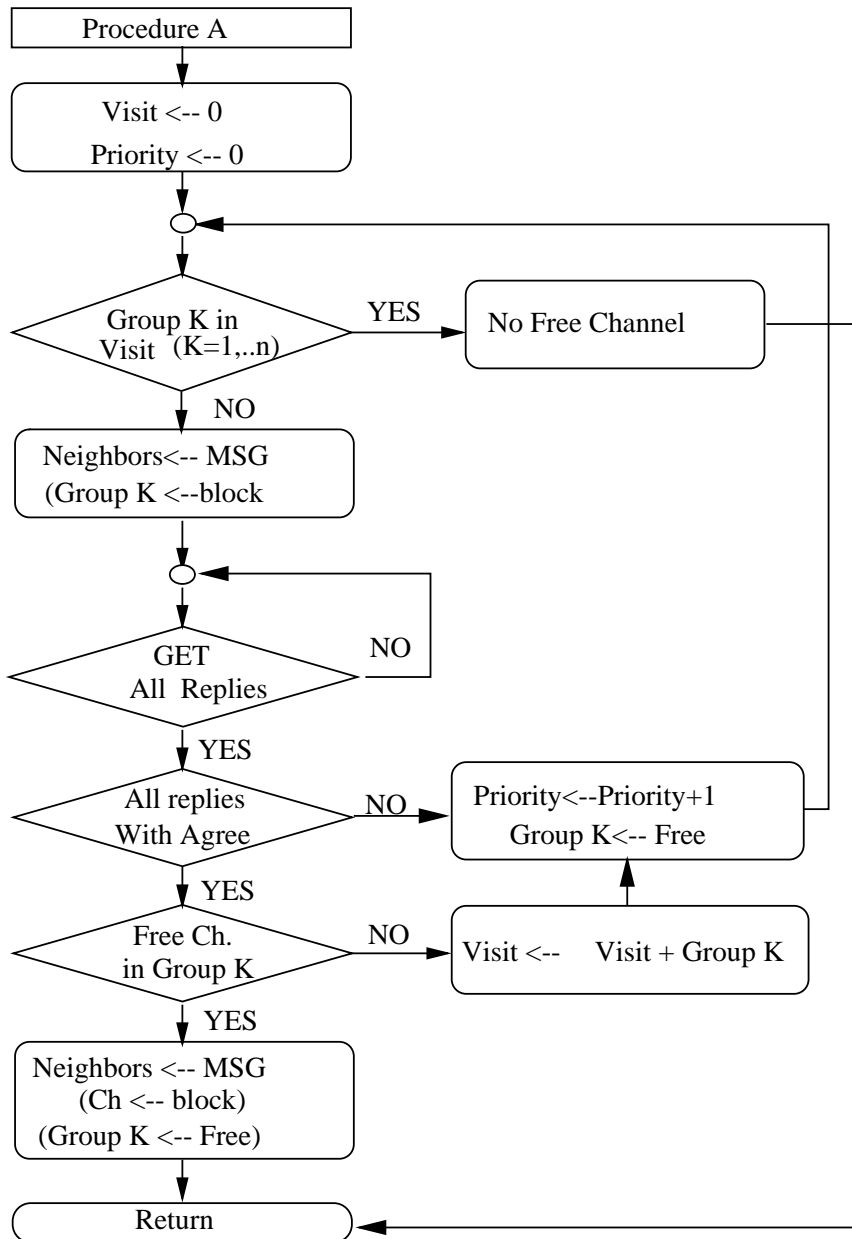 Procedure A
Visit <-- 0
Priority <-- 0
Group K in
Visit (K=1,..n)
YES
No Free Channel
NO
Neighbors<-- MSG
(Group K <--block
GET
All Replies
NO
YES
All replies
With Agree
NO
Priority<--Priority+1
Group K<-- Free
YES
Free Ch.
in Group K
NO
Visit <-- Visit + Group K
YES
Neighbors <-- MSG
(Ch <-- block)
(Group K <-- Free)
Return